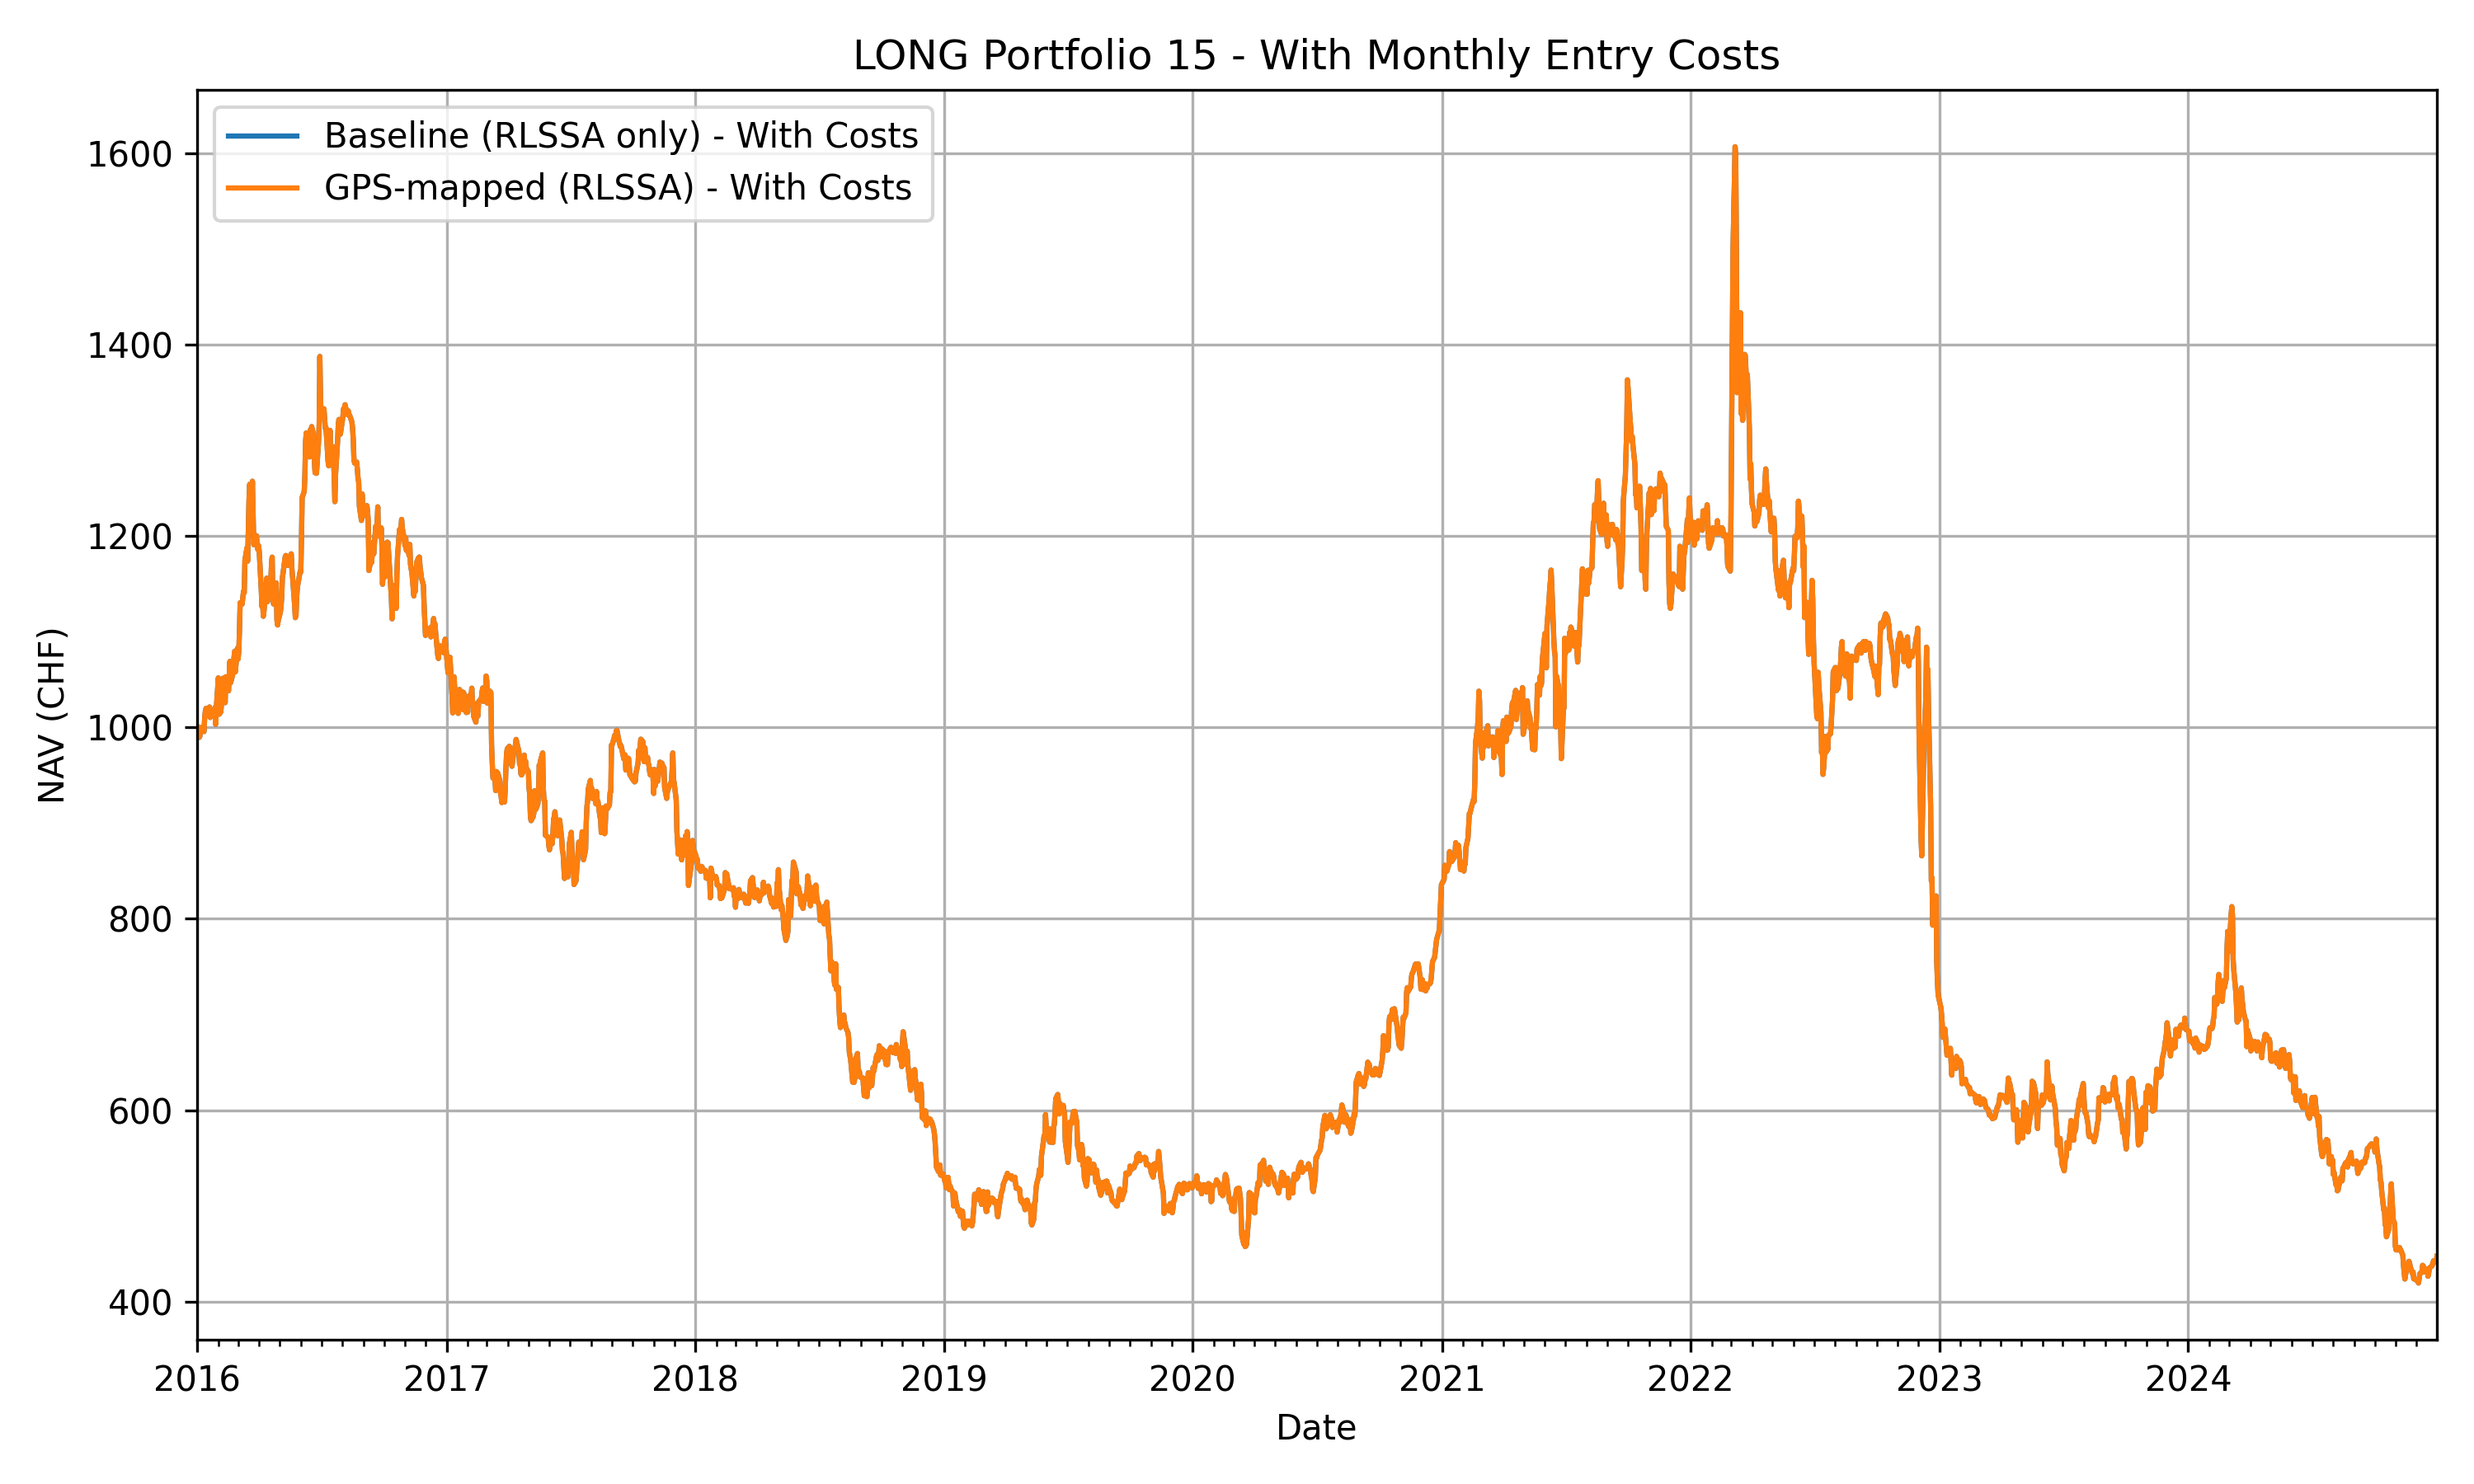 LONG Portfolio 15 - With Monthly Entry Costs
Baseline (RLSSA only) - With Costs
GPS-mapped (RLSSA) - With Costs
1600
1400
1200
1000
800
600
400
NAV (CHF)
2016 2017 2018 2019 2020 2021 2022 2023 2024
Date